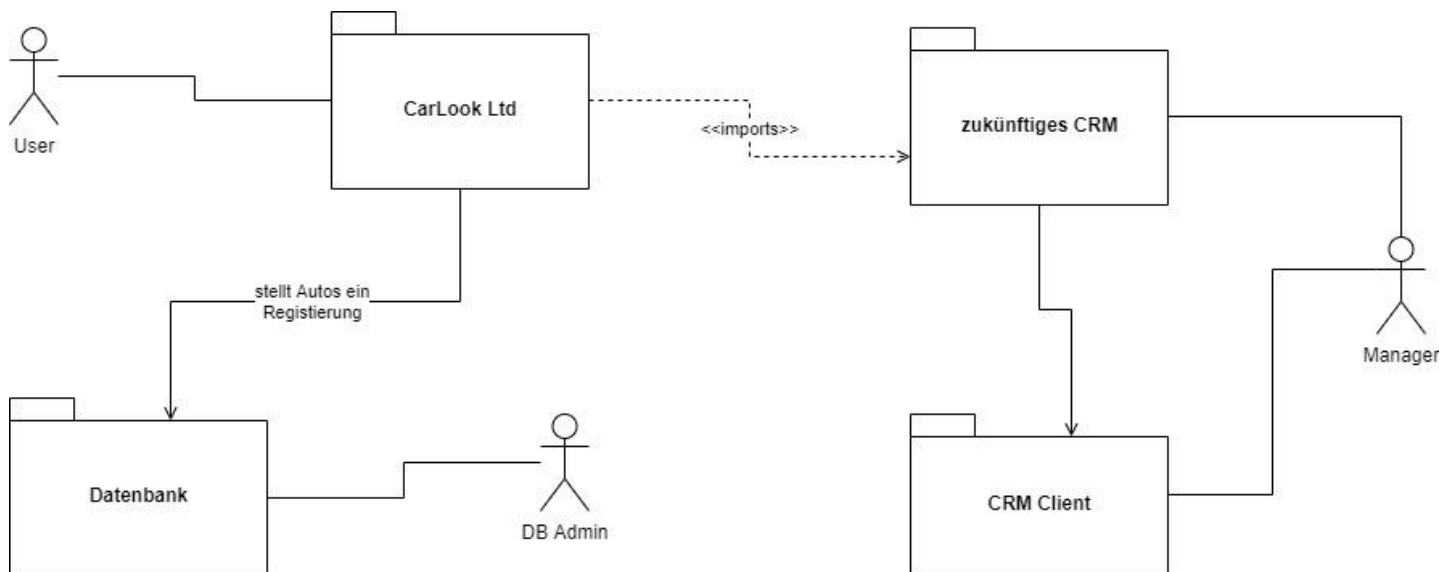 CarLook Ltd
zukünftiges CRM
<<imports>>
User
stellt Autos ein
Registierung
Manager
Datenbank
CRM Client
DB Admin